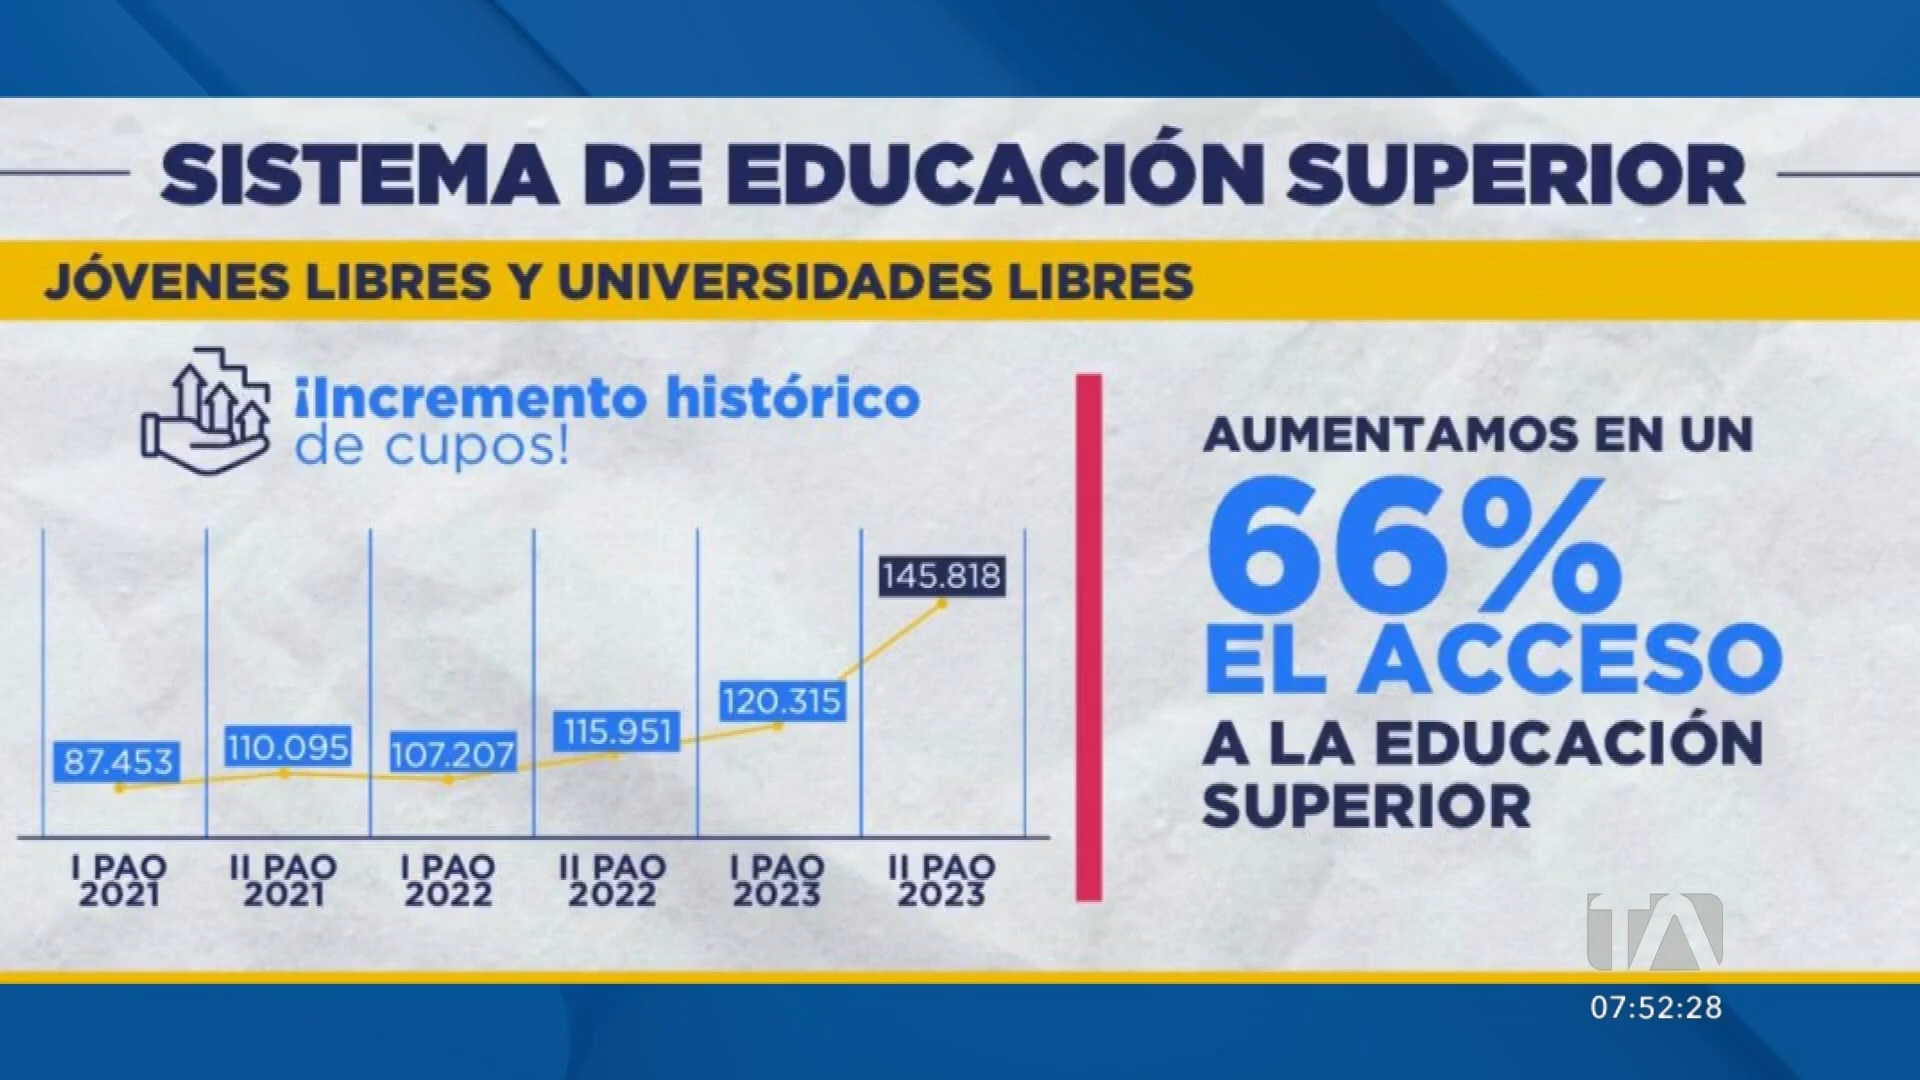 SISTEMA DE EDUCACIÓN SUPERIOR
JÓVENES LIBRES Y UNIVERSIDADES LIBRES
¡Incremento histórico
de cupos!
87.453
110.095
107.207
115.951
120.315
145.818
I PAO
2021
II PAO
2021
I PAO
2022
II PAO
2022
I PAO
2023
II PAO
2023
AUMENTAMOS EN UN
66%
EL ACCESO
A LA EDUCACIÓN
SUPERIOR
TA
07:52:28